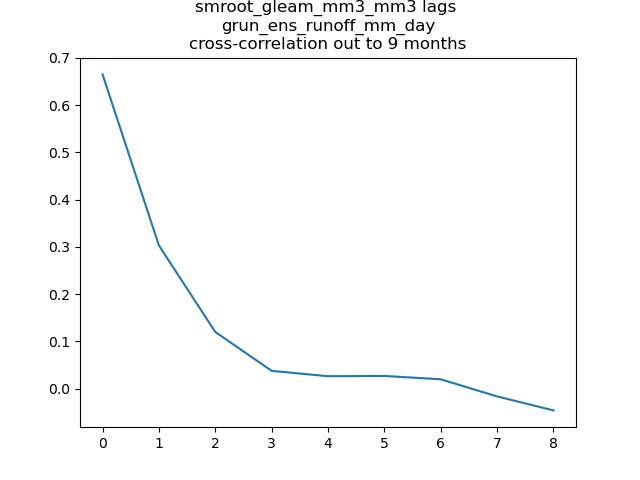 smroot_gleam_mm3_mm3 lags
grun_ens_runoff_mm_day
cross-correlation out to 9 months
0.7
0.6
0.5
0.4
0.3
0.2
0.1
0.0
0 1 2 3 4 5 6 7 8